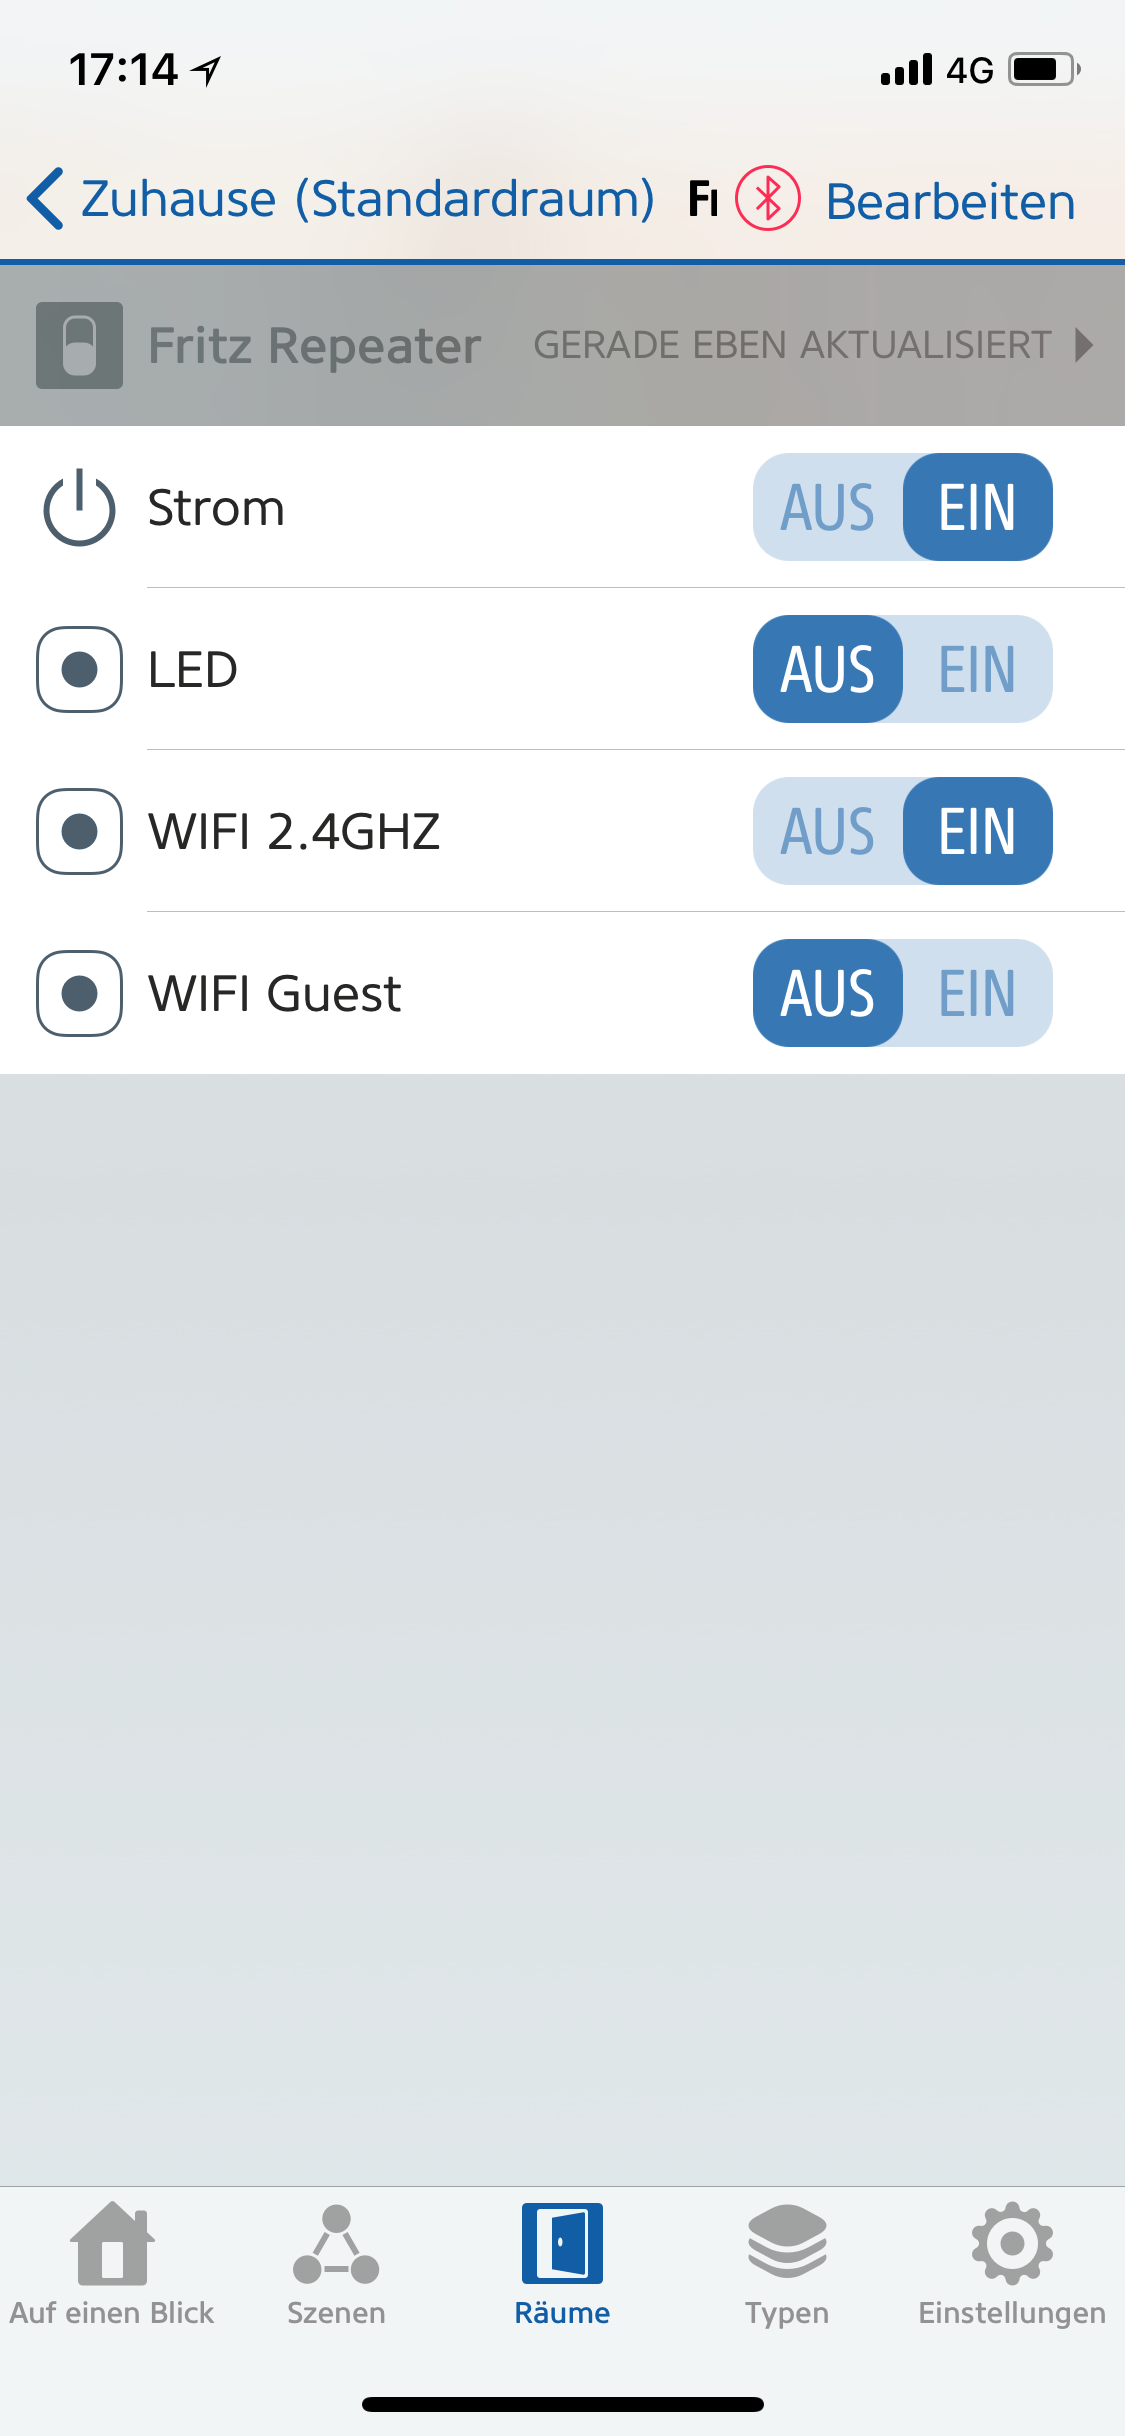 17:14 4G
Zuhause (Standardraum) Bearbeiten
Fritz Repeater GERADE EBEN AKTUALISIERT
Strom AUS EIN
LED AUS EIN
WIFI 2.4GHZ AUS EIN
WIFI Guest AUS EIN
Auf einen Blick Szenen Räume Typen Einstellungen